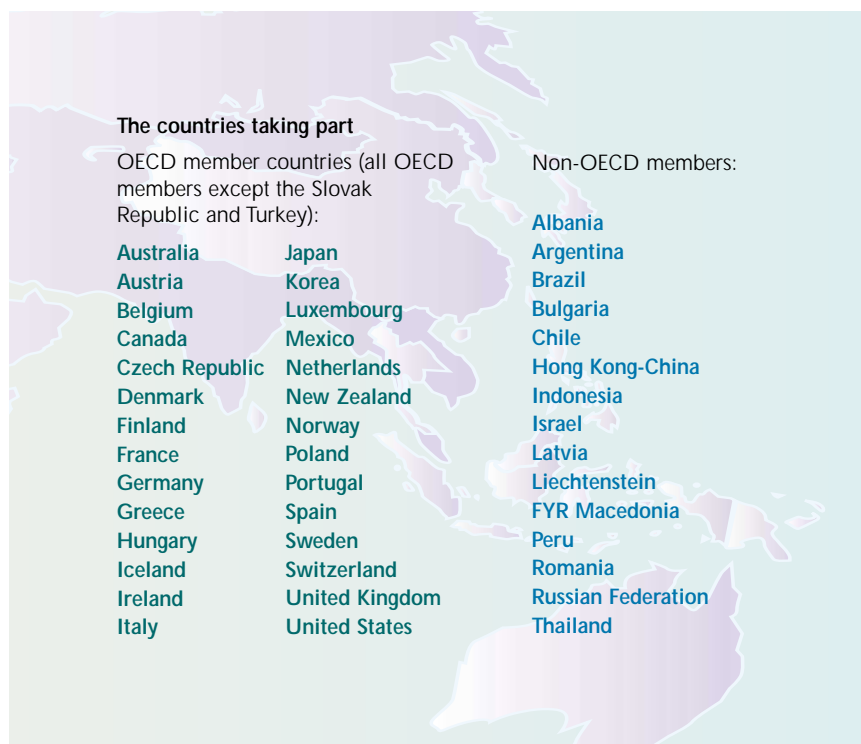 The countries taking part
OECD member countries (all OECD
members except the Slovak
Republic and Turkey):
Australia
Austria
Belgium
Canada
Czech Republic
Denmark
Finland
France
Germany
Greece
Hungary
Iceland
Ireland
Italy
Japan
Korea
Luxembourg
Mexico
Netherlands
New Zealand
Norway
Poland
Portugal
Spain
Sweden
Switzerland
United Kingdom
United States
Non-OECD members:
Albania
Argentina
Brazil
Bulgaria
Chile
Hong Kong-China
Indonesia
Israel
Latvia
Liechtenstein
FYR Macedonia
Peru
Romania
Russian Federation
Thailand